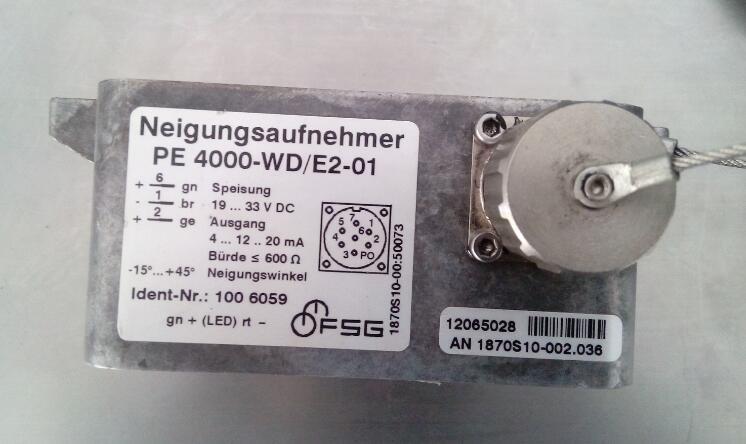 Neigungsaufnehmer
PE 4000-WD/E2-01
+ 6 gn Speisung
- 1 br 19 ... 33 V DC
+ 2 ge Ausgang
4 ... 12 .. 20 mA
Bürde ≤ 600 Ω
-15°...+45° Neigungswinkel
Ident-Nr.: 100 6059
gn + (LED) rt -
FSG
7 1 5 6 4 2 3 PO
1870S10-00:50073
12065028
AN 1870S10-002.036